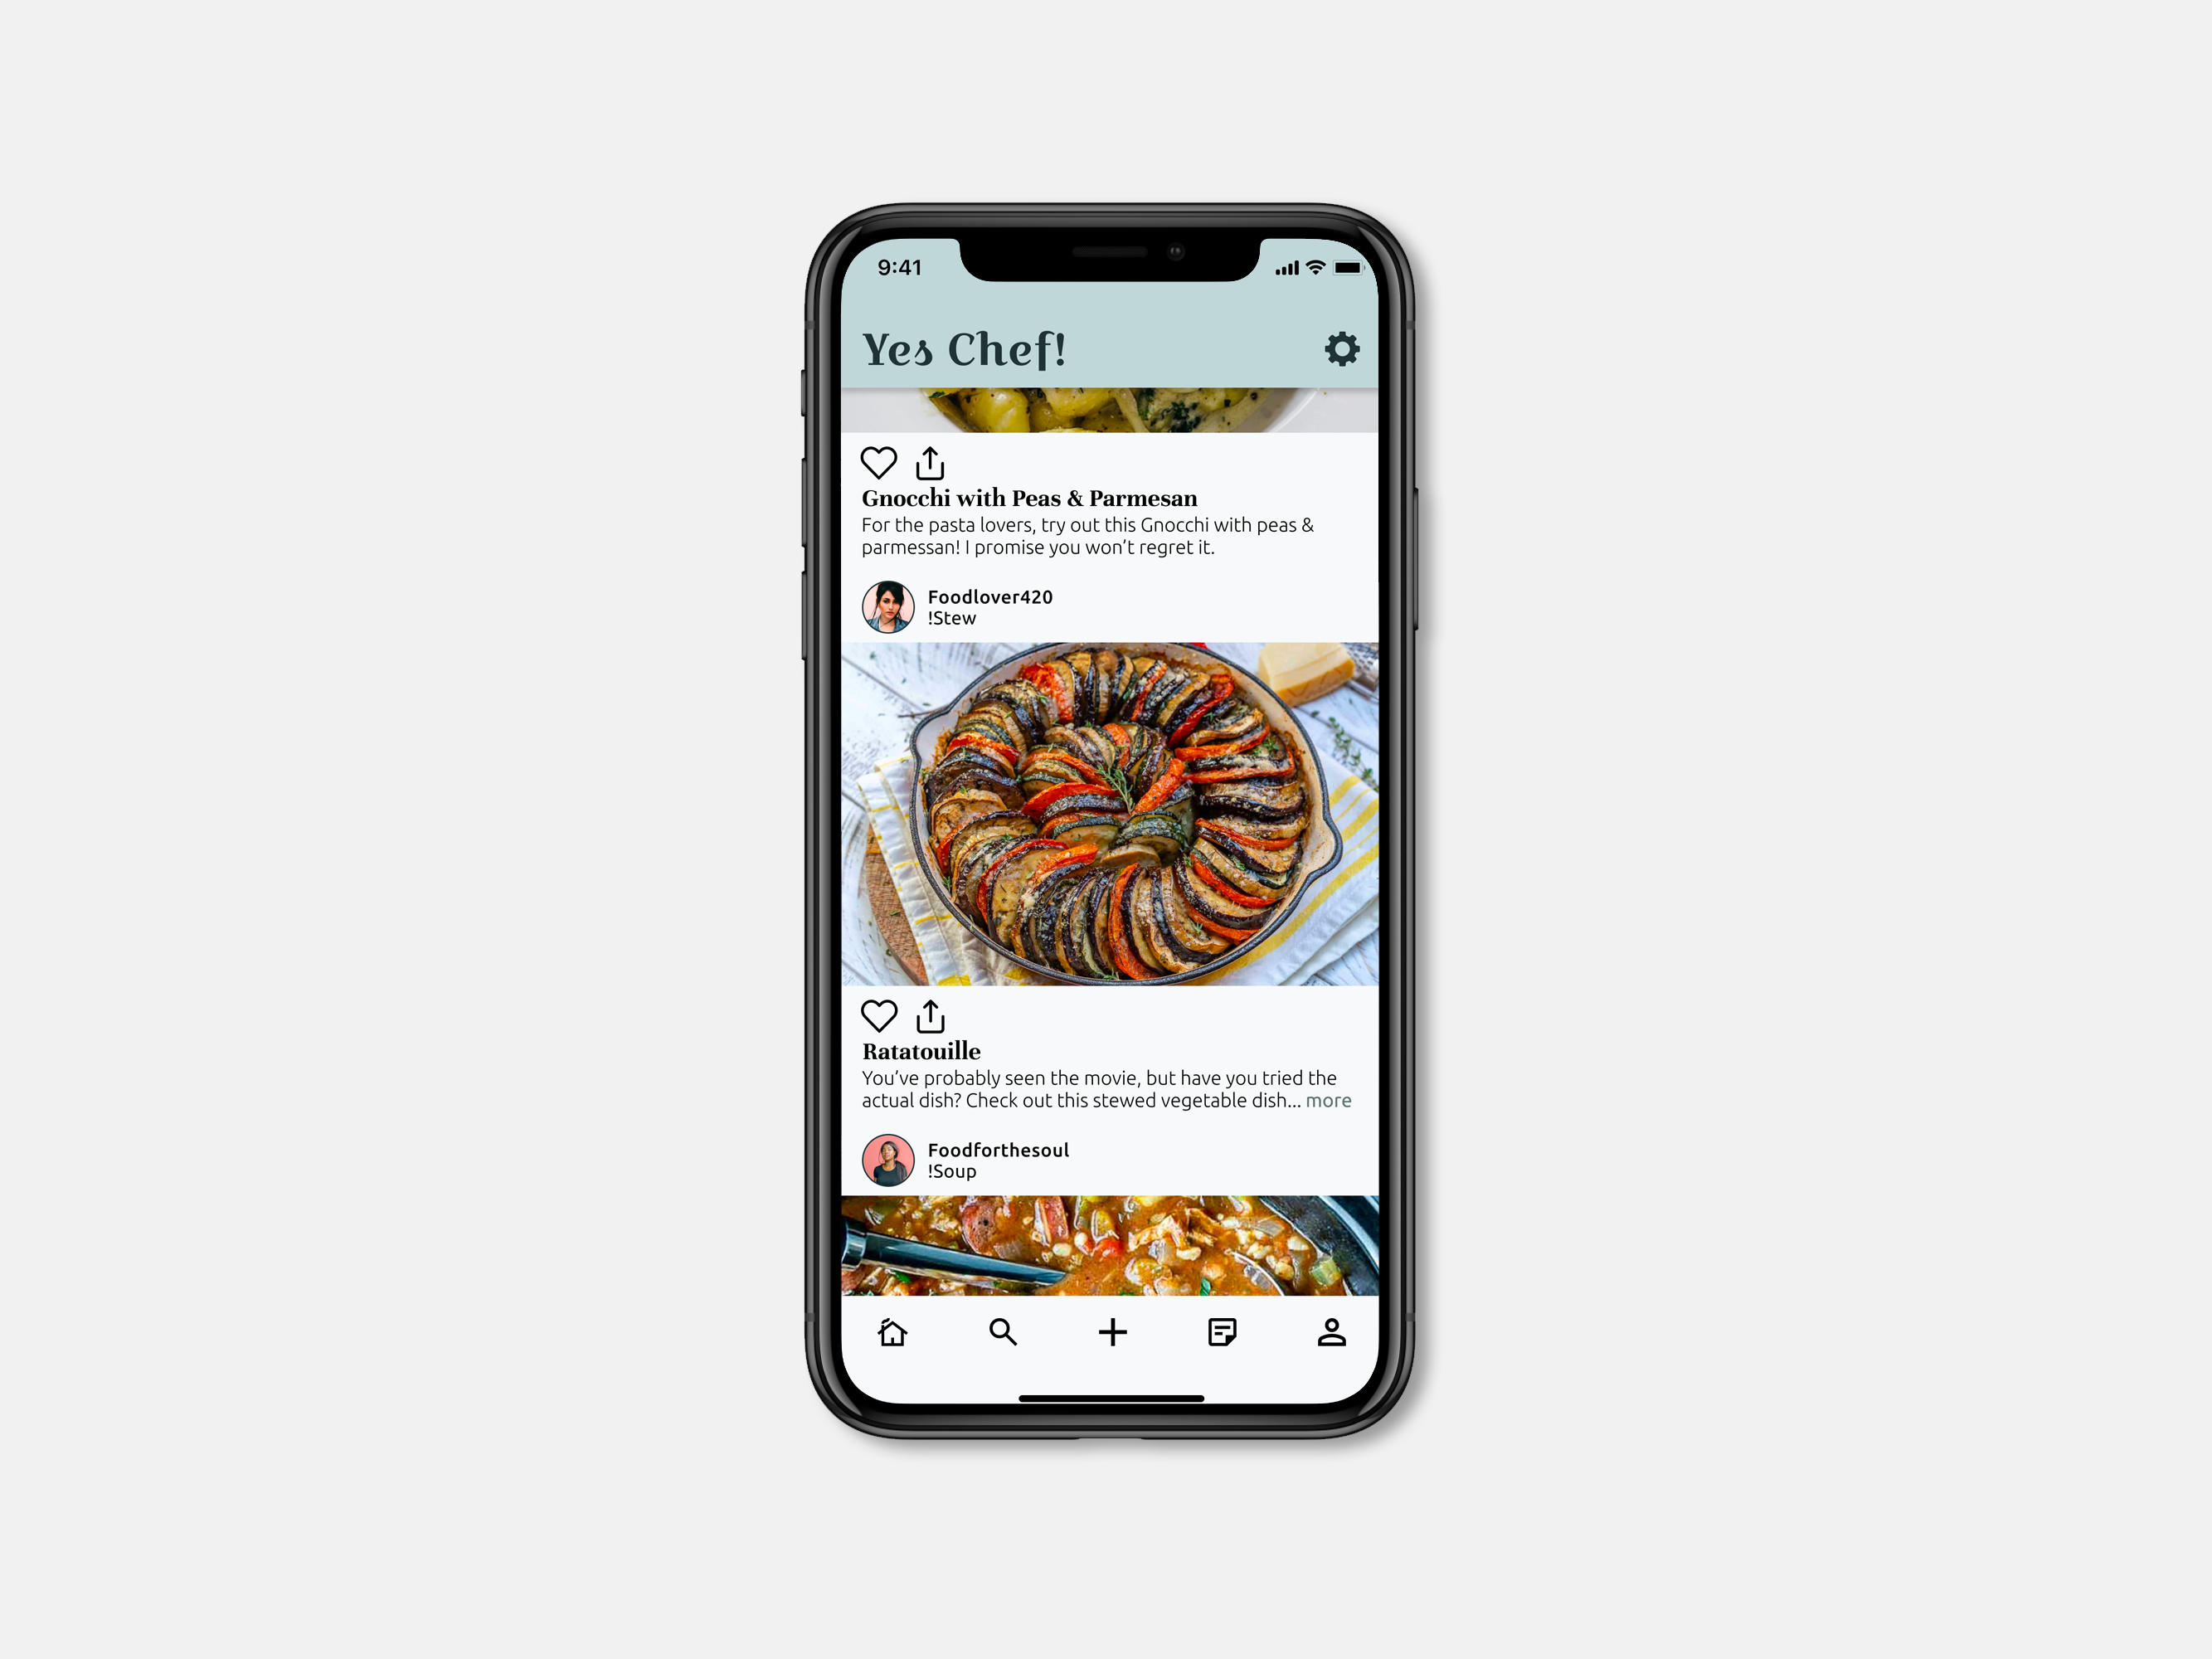 9:41
Yes Chef!
Gnocchi with Peas & Parmesan
For the pasta lovers, try out this Gnocchi with peas &
parmessan! I promise you won’t regret it.
Foodlover420
!Stew
Ratatouille
You’ve probably seen the movie, but have you tried the
actual dish? Check out this stewed vegetable dish... more
Foodforthesoul
!Soup